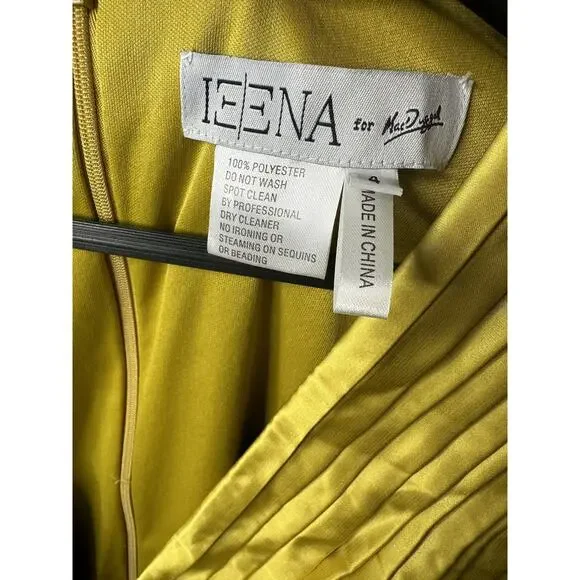 IEENA for Mac Duggal
100% POLYESTER
DO NOT WASH
SPOT CLEAN
BY PROFESSIONAL
DRY CLEANER
NO IRONING OR
STEAMING ON SEQUINS
OR BEADING
4
MADE IN CHINA